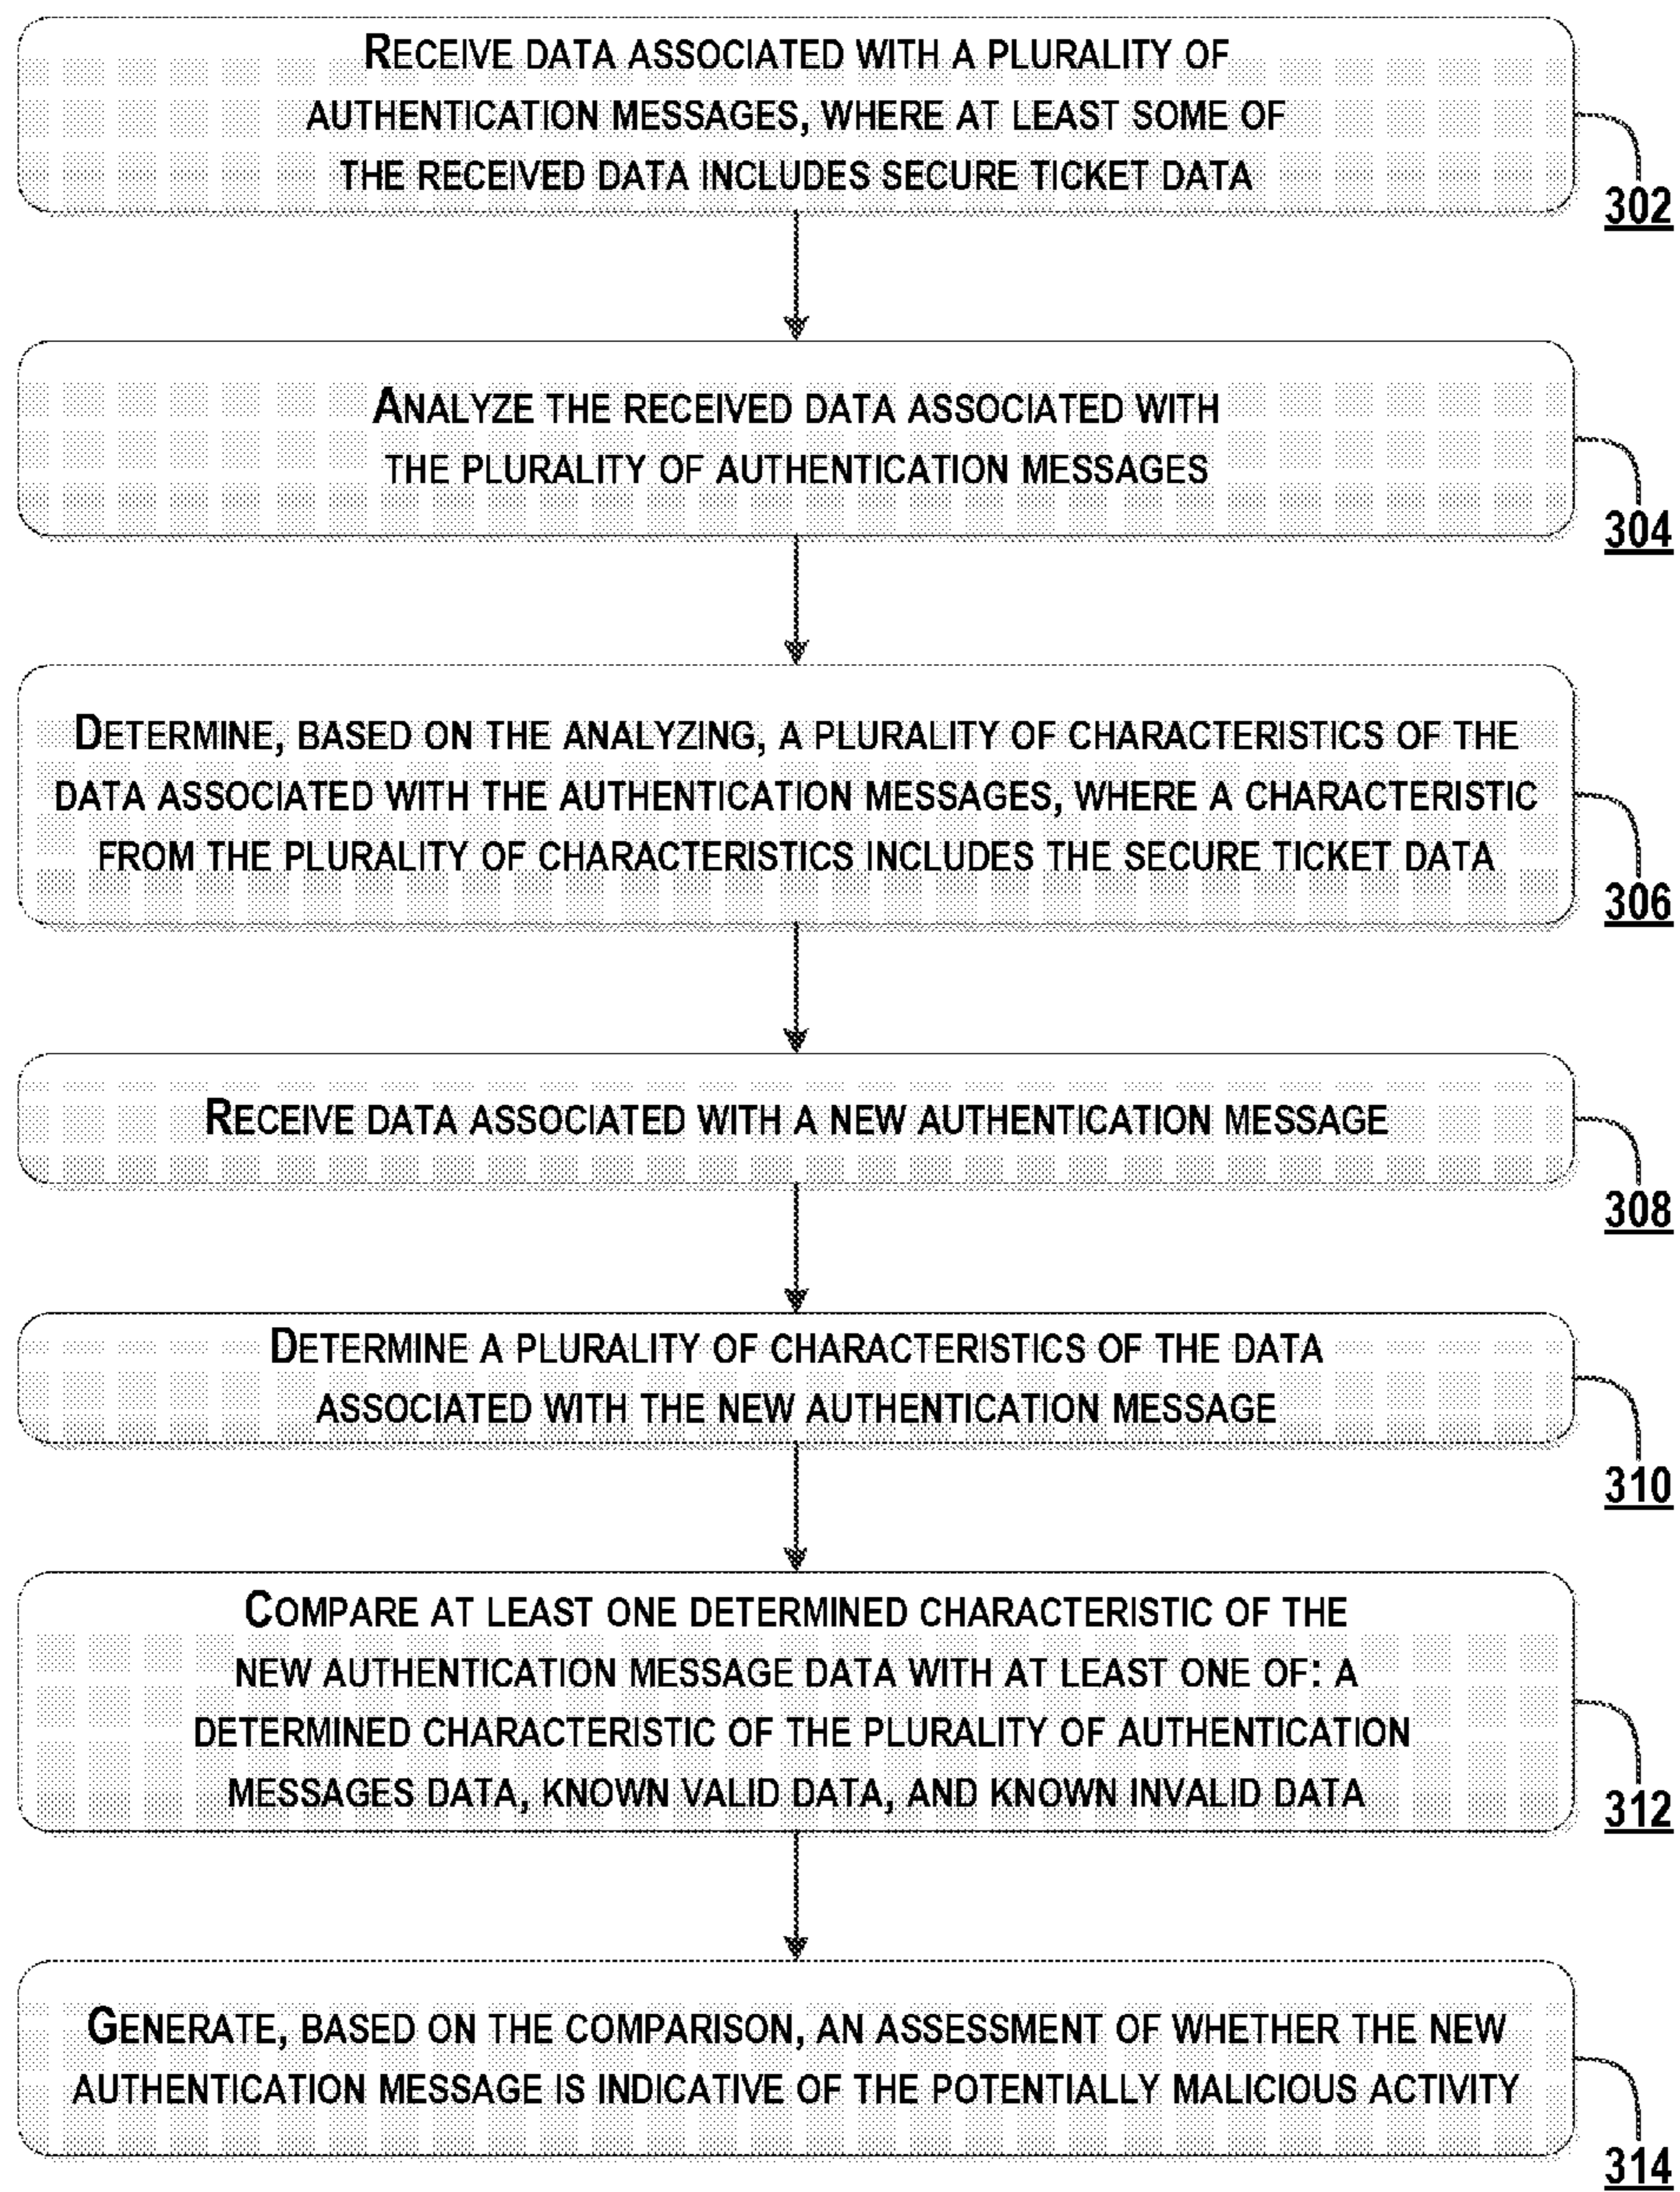 RECEIVE DATA ASSOCIATED WITH A PLURALITY OF
AUTHENTICATION MESSAGES, WHERE AT LEAST SOME OF
THE RECEIVED DATA INCLUDES SECURE TICKET DATA
302
ANALYZE THE RECEIVED DATA ASSOCIATED WITH
THE PLURALITY OF AUTHENTICATION MESSAGES
304
DETERMINE, BASED ON THE ANALYZING, A PLURALITY OF CHARACTERISTICS OF THE
DATA ASSOCIATED WITH THE AUTHENTICATION MESSAGES, WHERE A CHARACTERISTIC
FROM THE PLURALITY OF CHARACTERISTICS INCLUDES THE SECURE TICKET DATA
306
RECEIVE DATA ASSOCIATED WITH A NEW AUTHENTICATION MESSAGE
308
DETERMINE A PLURALITY OF CHARACTERISTICS OF THE DATA
ASSOCIATED WITH THE NEW AUTHENTICATION MESSAGE
310
COMPARE AT LEAST ONE DETERMINED CHARACTERISTIC OF THE
NEW AUTHENTICATION MESSAGE DATA WITH AT LEAST ONE OF: A
DETERMINED CHARACTERISTIC OF THE PLURALITY OF AUTHENTICATION
MESSAGES DATA, KNOWN VALID DATA, AND KNOWN INVALID DATA
312
GENERATE, BASED ON THE COMPARISON, AN ASSESSMENT OF WHETHER THE NEW
AUTHENTICATION MESSAGE IS INDICATIVE OF THE POTENTIALLY MALICIOUS ACTIVITY
314